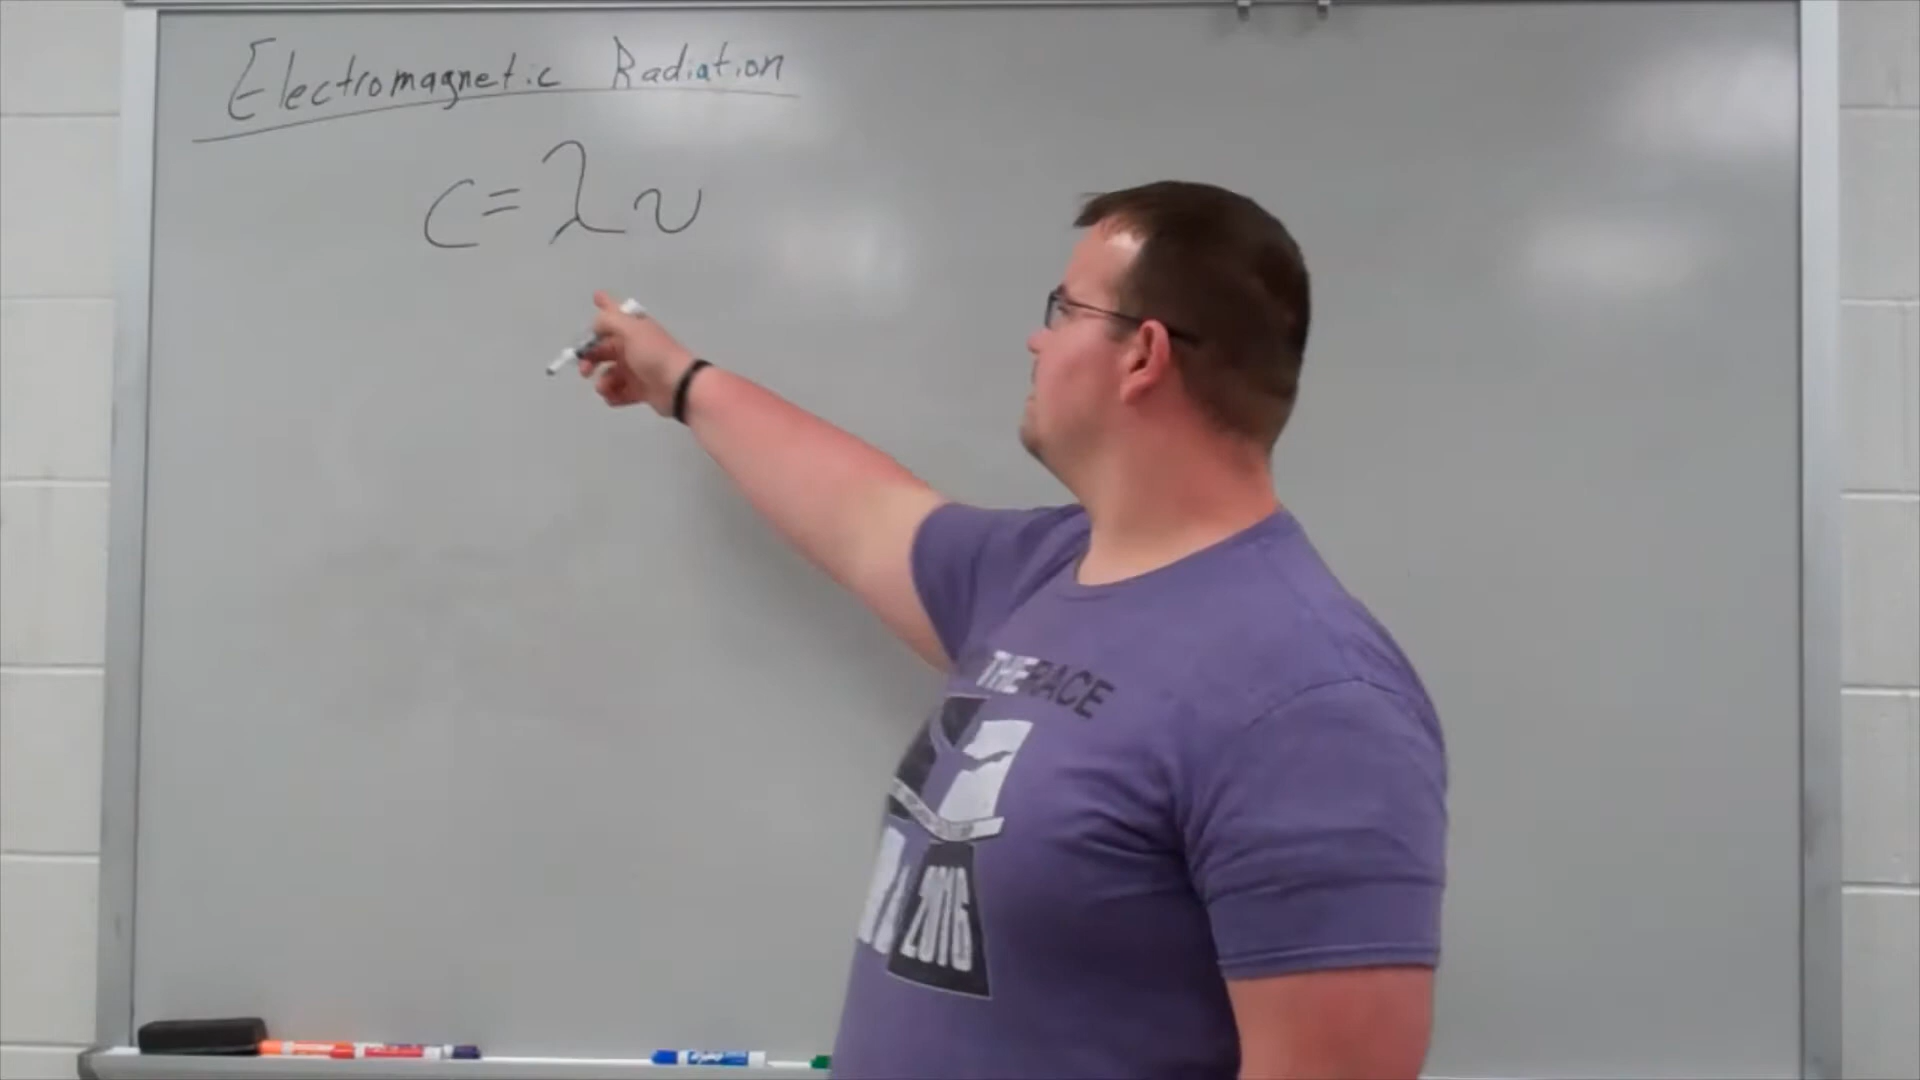 Electromagnetic Radiation
c = λν
THE RACE
2016